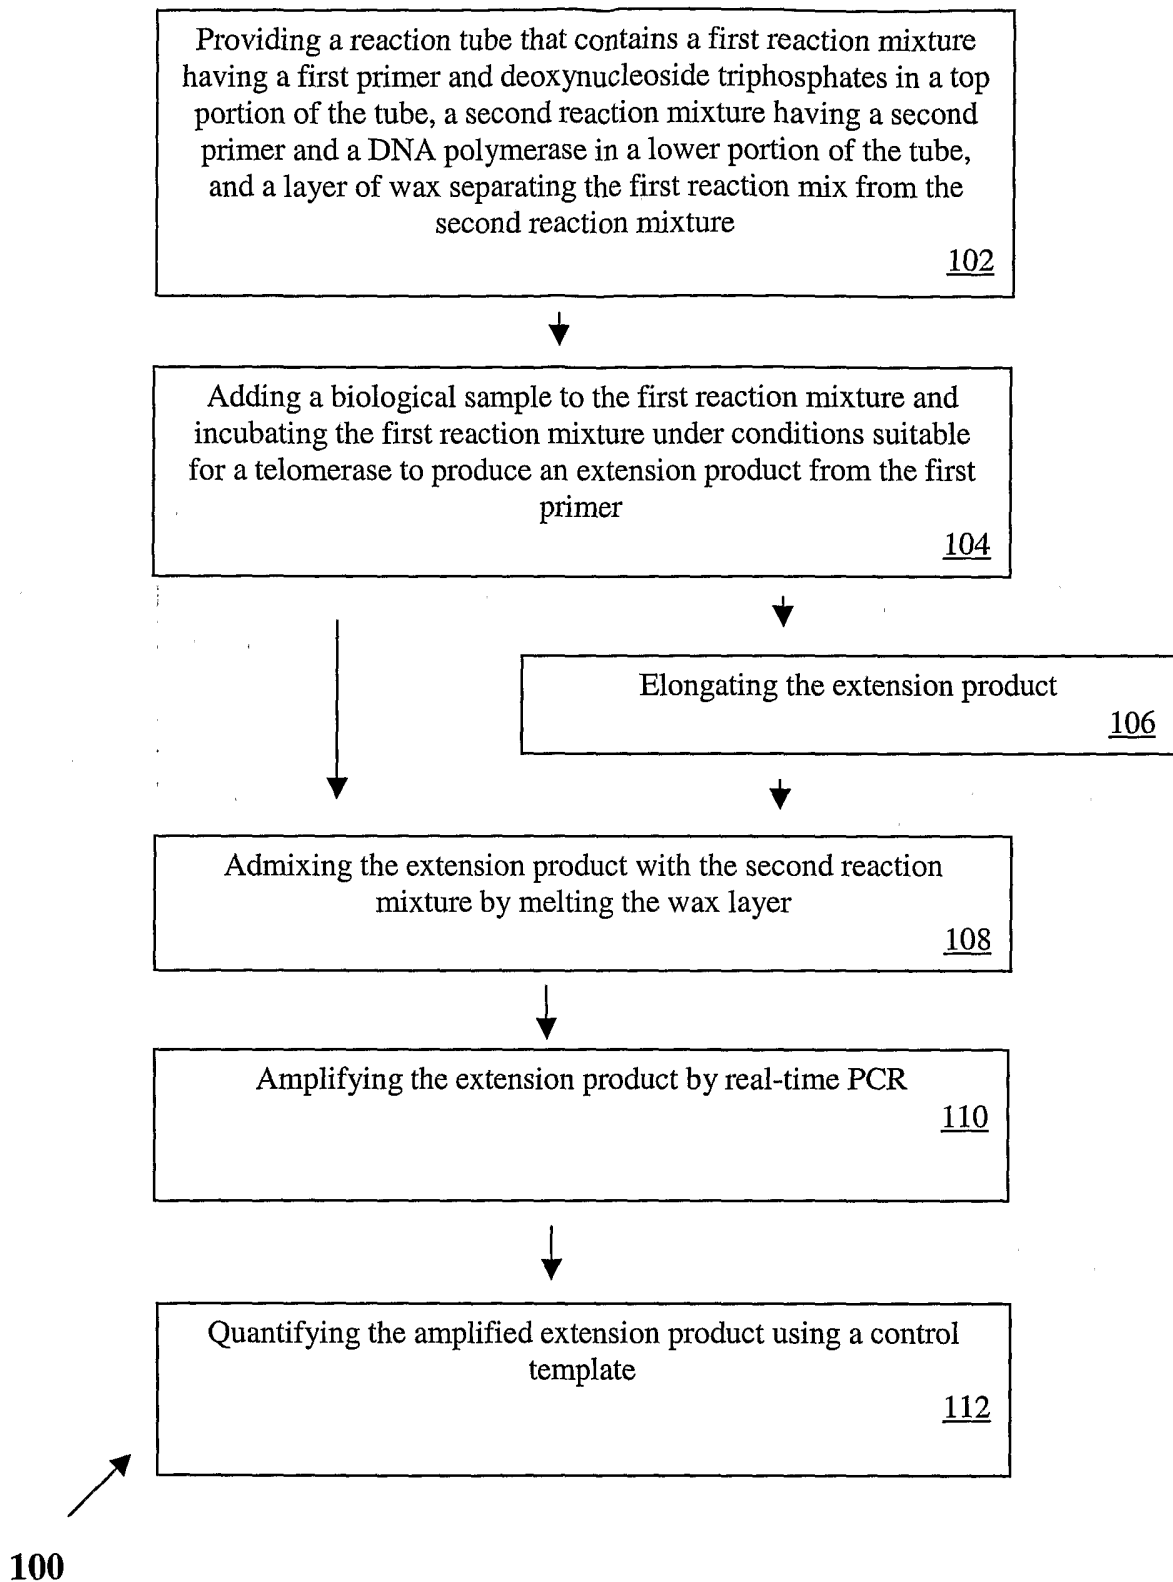 Providing a reaction tube that contains a first reaction mixture
having a first primer and deoxynucleoside triphosphates in a top
portion of the tube, a second reaction mixture having a second
primer and a DNA polymerase in a lower portion of the tube,
and a layer of wax separating the first reaction mix from the
second reaction mixture
102
Adding a biological sample to the first reaction mixture and
incubating the first reaction mixture under conditions suitable
for a telomerase to produce an extension product from the first
primer
104
Elongating the extension product
106
Admixing the extension product with the second reaction
mixture by melting the wax layer
108
Amplifying the extension product by real-time PCR
110
Quantifying the amplified extension product using a control
template
112
100